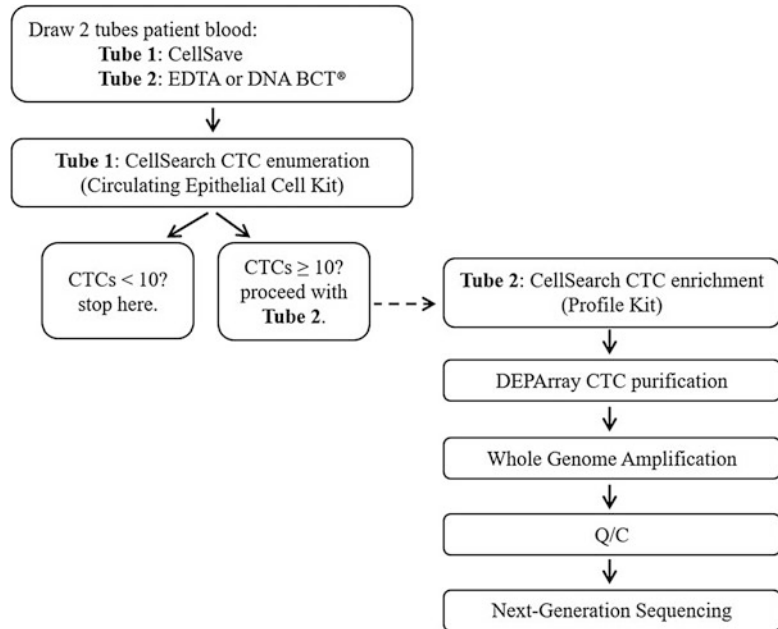 Draw 2 tubes patient blood:
Tube 1: CellSave
Tube 2: EDTA or DNA BCT®
Tube 1: CellSearch CTC enumeration
(Circulating Epithelial Cell Kit)
CTCs < 10?
stop here.
CTCs ≥ 10?
proceed with
Tube 2.
Tube 2: CellSearch CTC enrichment
(Profile Kit)
DEPArray CTC purification
Whole Genome Amplification
Q/C
Next-Generation Sequencing